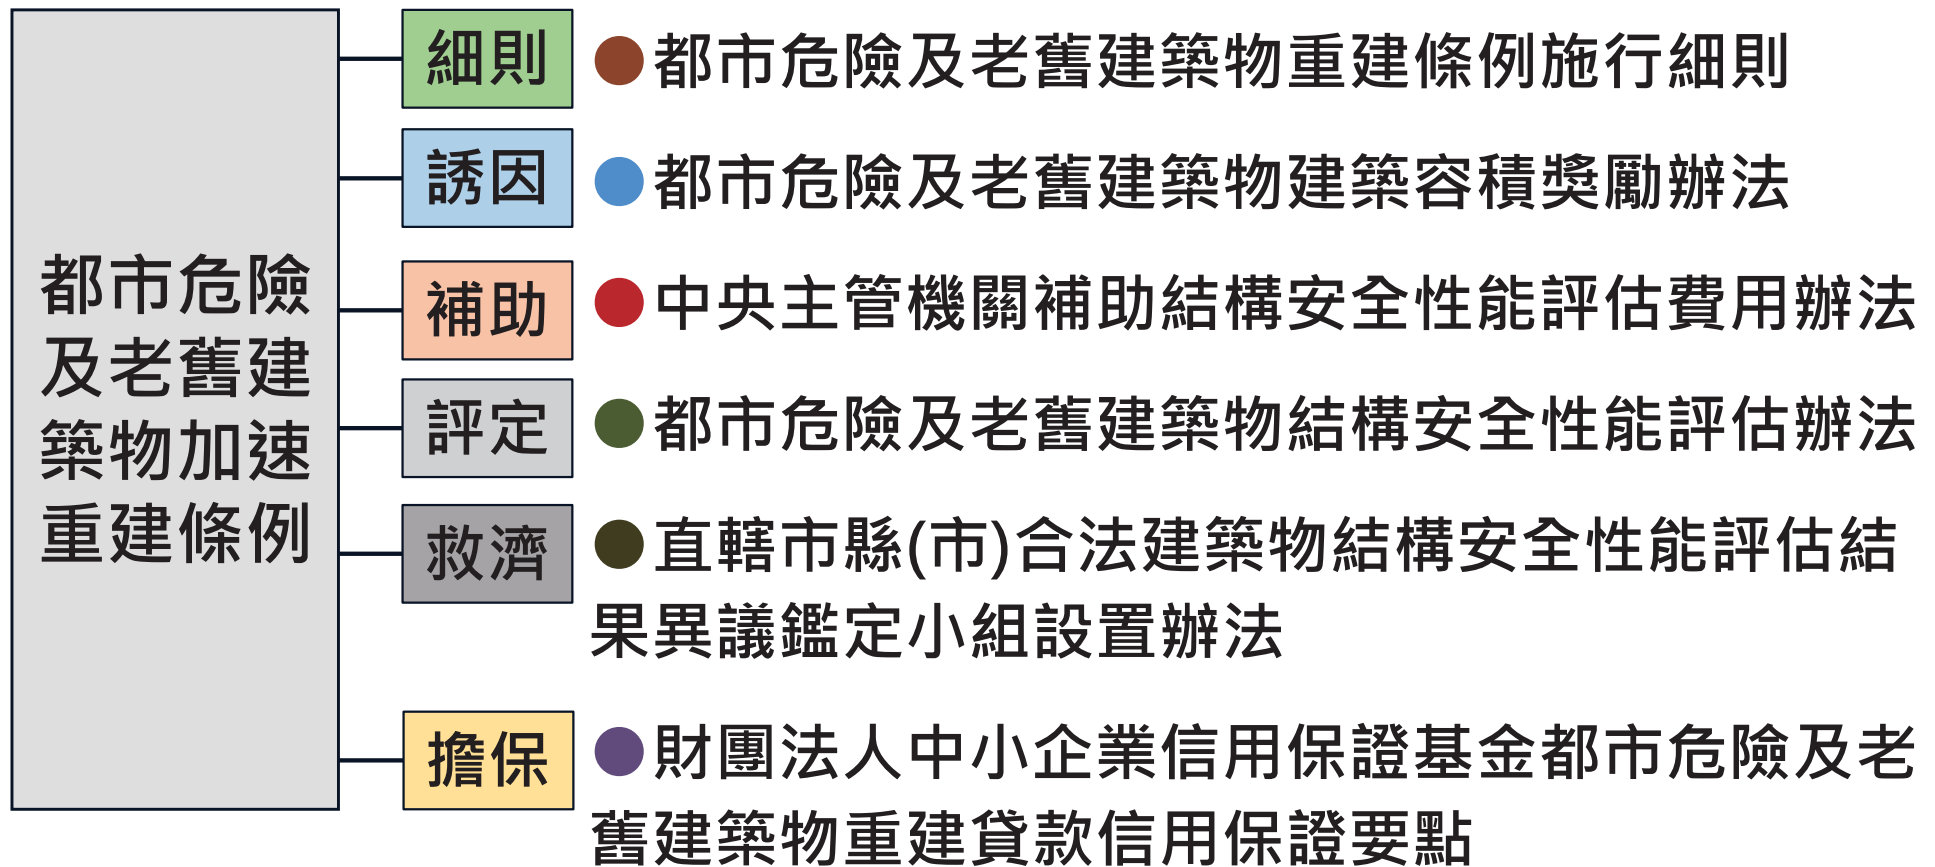 都市危險
及老舊建
築物加速
重建條例
細則
●都市危險及老舊建築物重建條例施行細則
誘因
●都市危險及老舊建築物建築容積獎勵辦法
補助
●中央主管機關補助結構安全性能評估費用辦法
評定
●都市危險及老舊建築物結構安全性能評估辦法
救濟
●直轄市縣(市)合法建築物結構安全性能評估結
果異議鑑定小組設置辦法
擔保
●財團法人中小企業信用保證基金都市危險及老
舊建築物重建貸款信用保證要點